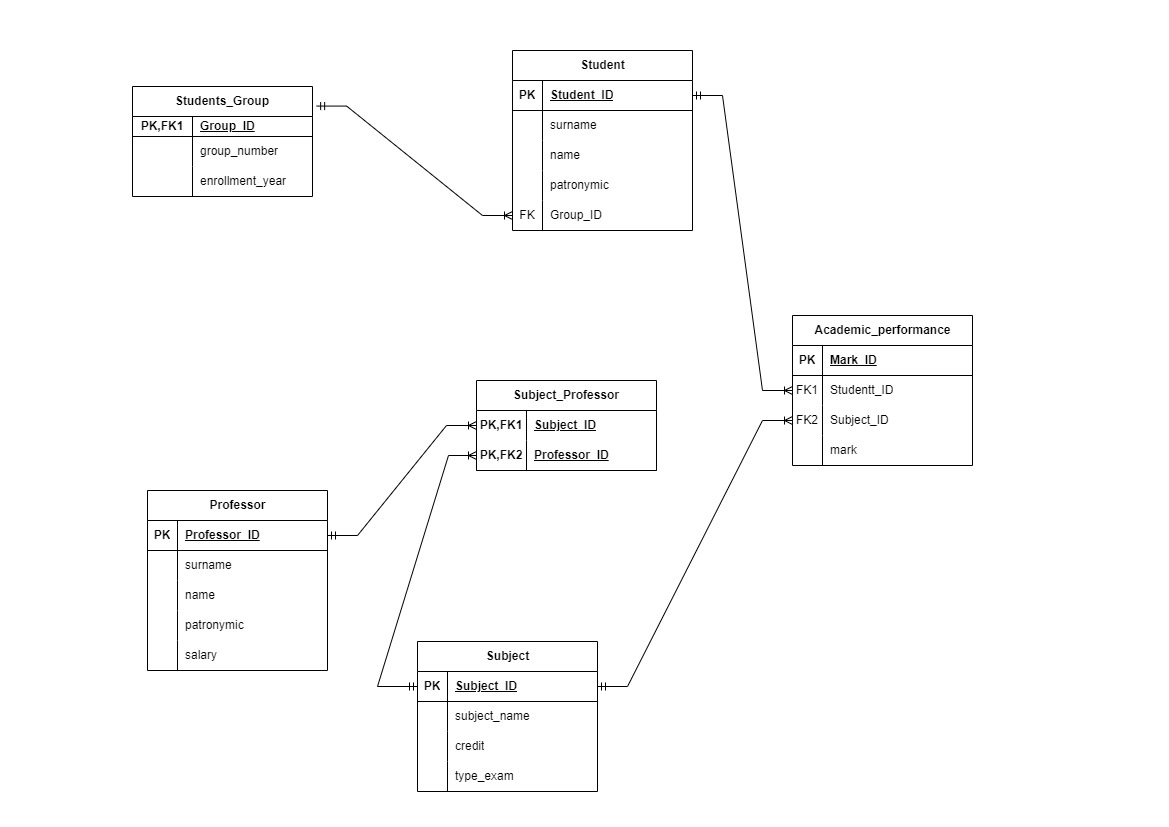 Student
PK Student_ID
surname
name
patronymic
FK Group_ID
Students_Group
PK,FK1 Group_ID
group_number
enrollment_year
Academic_performance
PK Mark_ID
FK1 Studentt_ID
FK2 Subject_ID
mark
Subject_Professor
PK,FK1 Subject_ID
PK,FK2 Professor_ID
Professor
PK Professor_ID
surname
name
patronymic
salary
Subject
PK Subject_ID
subject_name
credit
type_exam